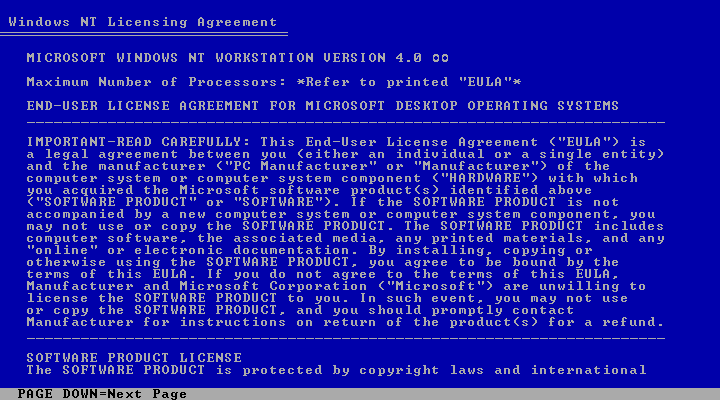 Windows NT Licensing Agreement
MICROSOFT WINDOWS NT WORKSTATION VERSION 4.0 ¤¤
Maximum Number of Processors: *Refer to printed "EULA"*
END-USER LICENSE AGREEMENT FOR MICROSOFT DESKTOP OPERATING SYSTEMS
IMPORTANT-READ CAREFULLY: This End-User License Agreement ("EULA") is
a legal agreement between you (either an individual or a single entity)
and the manufacturer ("PC Manufacturer" or "Manufacturer") of the
computer system or computer system component ("HARDWARE") with which
you acquired the Microsoft software product(s) identified above
("SOFTWARE PRODUCT" or "SOFTWARE"). If the SOFTWARE PRODUCT is not
accompanied by a new computer system or computer system component, you
may not use or copy the SOFTWARE PRODUCT. The SOFTWARE PRODUCT includes
computer software, the associated media, any printed materials, and any
"online" or electronic documentation. By installing, copying or
otherwise using the SOFTWARE PRODUCT, you agree to be bound by the
terms of this EULA. If you do not agree to the terms of this EULA,
Manufacturer and Microsoft Corporation ("Microsoft") are unwilling to
license the SOFTWARE PRODUCT to you. In such event, you may not use
or copy the SOFTWARE PRODUCT, and you should promptly contact
Manufacturer for instructions on return of the product(s) for a refund.
SOFTWARE PRODUCT LICENSE
The SOFTWARE PRODUCT is protected by copyright laws and international
PAGE DOWN=Next Page